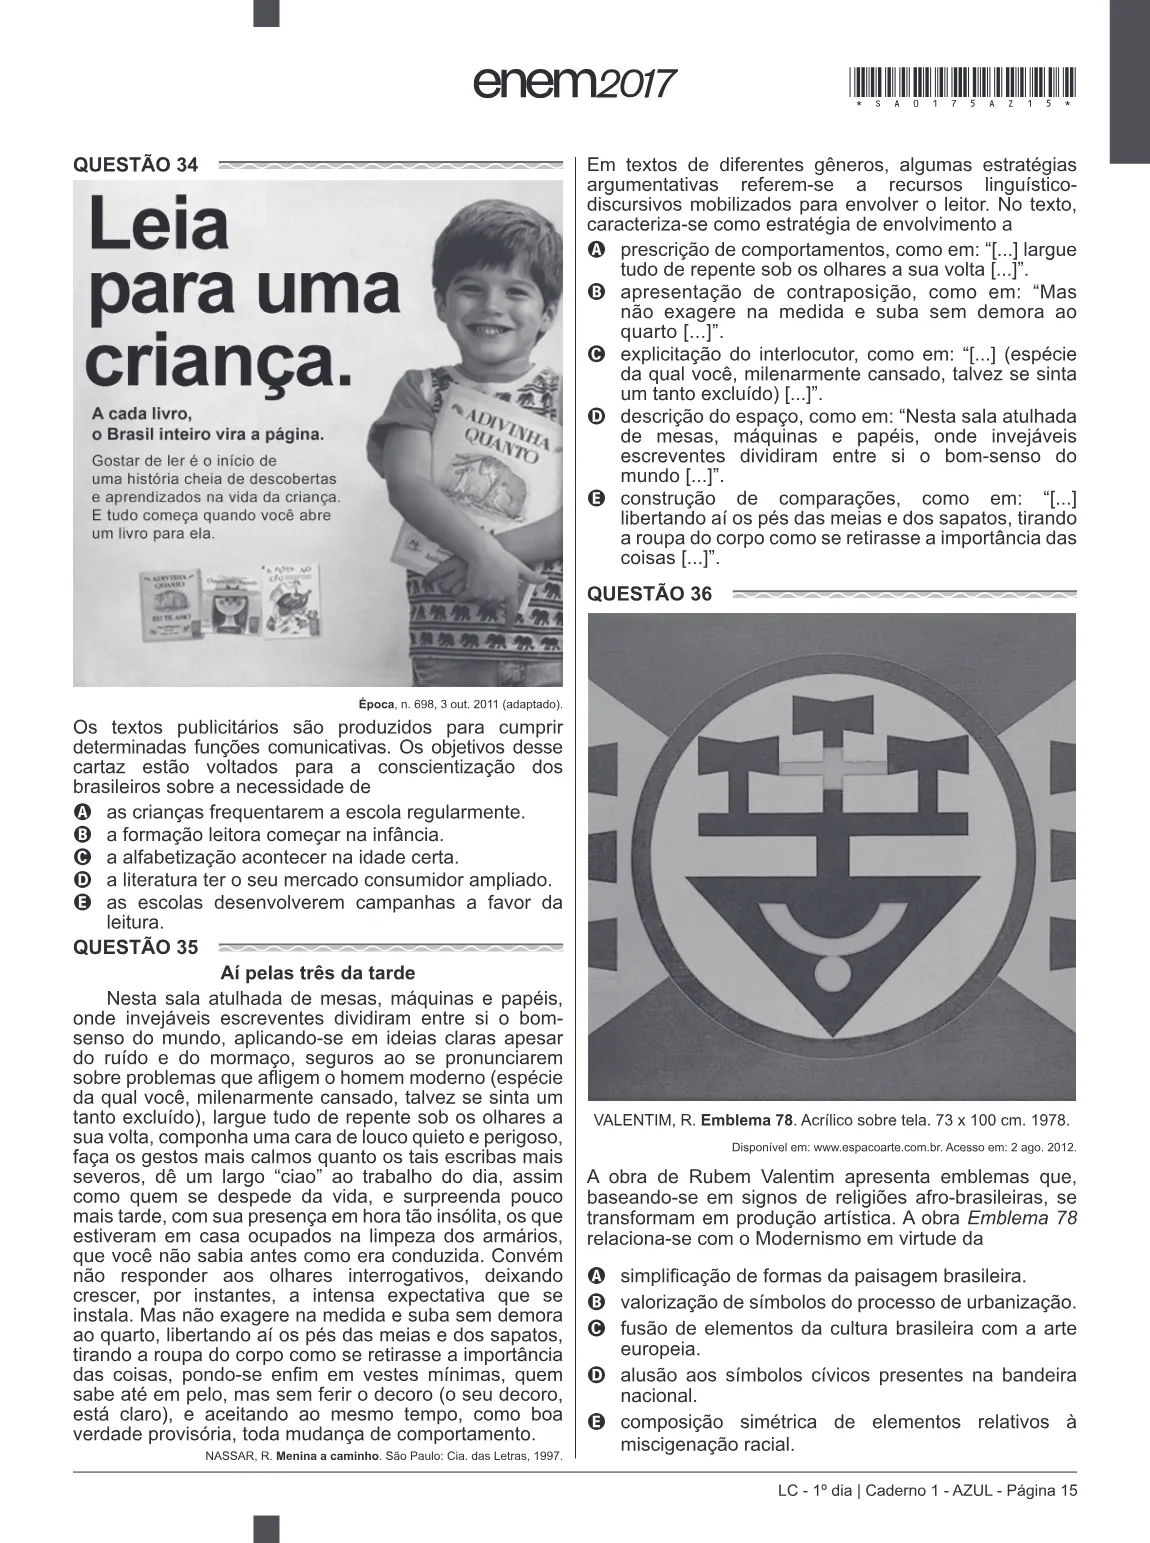 enem2017
*SA0175AZ15*
QUESTÃO 34
Leia
para uma
criança.
A cada livro,
o Brasil inteiro vira a página.
Gostar de ler é o início de
uma história cheia de descobertas
e aprendizados na vida da criança.
E tudo começa quando você abre
um livro para ela.
ADIVINHA
QUANTO
ADIVINHA
QUANTO
EU TE AMO
Época, n. 698, 3 out. 2011 (adaptado).
Os textos publicitários são produzidos para cumprir
determinadas funções comunicativas. Os objetivos desse
cartaz estão voltados para a conscientização dos
brasileiros sobre a necessidade de
A as crianças frequentarem a escola regularmente.
B a formação leitora começar na infância.
C a alfabetização acontecer na idade certa.
D a literatura ter o seu mercado consumidor ampliado.
E as escolas desenvolverem campanhas a favor da
leitura.
QUESTÃO 35
Aí pelas três da tarde
Nesta sala atulhada de mesas, máquinas e papéis,
onde invejáveis escreventes dividiram entre si o bom-
senso do mundo, aplicando-se em ideias claras apesar
do ruído e do mormaço, seguros ao se pronunciarem
sobre problemas que afligem o homem moderno (espécie
da qual você, milenarmente cansado, talvez se sinta um
tanto excluído), largue tudo de repente sob os olhares a
sua volta, componha uma cara de louco quieto e perigoso,
faça os gestos mais calmos quanto os tais escribas mais
severos, dê um largo “ciao” ao trabalho do dia, assim
como quem se despede da vida, e surpreenda pouco
mais tarde, com sua presença em hora tão insólita, os que
estiveram em casa ocupados na limpeza dos armários,
que você não sabia antes como era conduzida. Convém
não responder aos olhares interrogativos, deixando
crescer, por instantes, a intensa expectativa que se
instala. Mas não exagere na medida e suba sem demora
ao quarto, libertando aí os pés das meias e dos sapatos,
tirando a roupa do corpo como se retirasse a importância
das coisas, pondo-se enfim em vestes mínimas, quem
sabe até em pelo, mas sem ferir o decoro (o seu decoro,
está claro), e aceitando ao mesmo tempo, como boa
verdade provisória, toda mudança de comportamento.
NASSAR, R. Menina a caminho. São Paulo: Cia. das Letras, 1997.
Em textos de diferentes gêneros, algumas estratégias
argumentativas referem-se a recursos linguístico-
discursivos mobilizados para envolver o leitor. No texto,
caracteriza-se como estratégia de envolvimento a
A prescrição de comportamentos, como em: “[...] largue
tudo de repente sob os olhares a sua volta [...]”.
B apresentação de contraposição, como em: “Mas
não exagere na medida e suba sem demora ao
quarto [...]”.
C explicitação do interlocutor, como em: “[...] (espécie
da qual você, milenarmente cansado, talvez se sinta
um tanto excluído) [...]”.
D descrição do espaço, como em: “Nesta sala atulhada
de mesas, máquinas e papéis, onde invejáveis
escreventes dividiram entre si o bom-senso do
mundo [...]”.
E construção de comparações, como em: “[...]
libertando aí os pés das meias e dos sapatos, tirando
a roupa do corpo como se retirasse a importância das
coisas [...]”.
QUESTÃO 36
VALENTIM, R. Emblema 78. Acrílico sobre tela. 73 x 100 cm. 1978.
Disponível em: www.espacoarte.com.br. Acesso em: 2 ago. 2012.
A obra de Rubem Valentim apresenta emblemas que,
baseando-se em signos de religiões afro-brasileiras, se
transformam em produção artística. A obra Emblema 78
relaciona-se com o Modernismo em virtude da
A simplificação de formas da paisagem brasileira.
B valorização de símbolos do processo de urbanização.
C fusão de elementos da cultura brasileira com a arte
europeia.
D alusão aos símbolos cívicos presentes na bandeira
nacional.
E composição simétrica de elementos relativos à
miscigenação racial.
LC - 1º dia | Caderno 1 - AZUL - Página 15